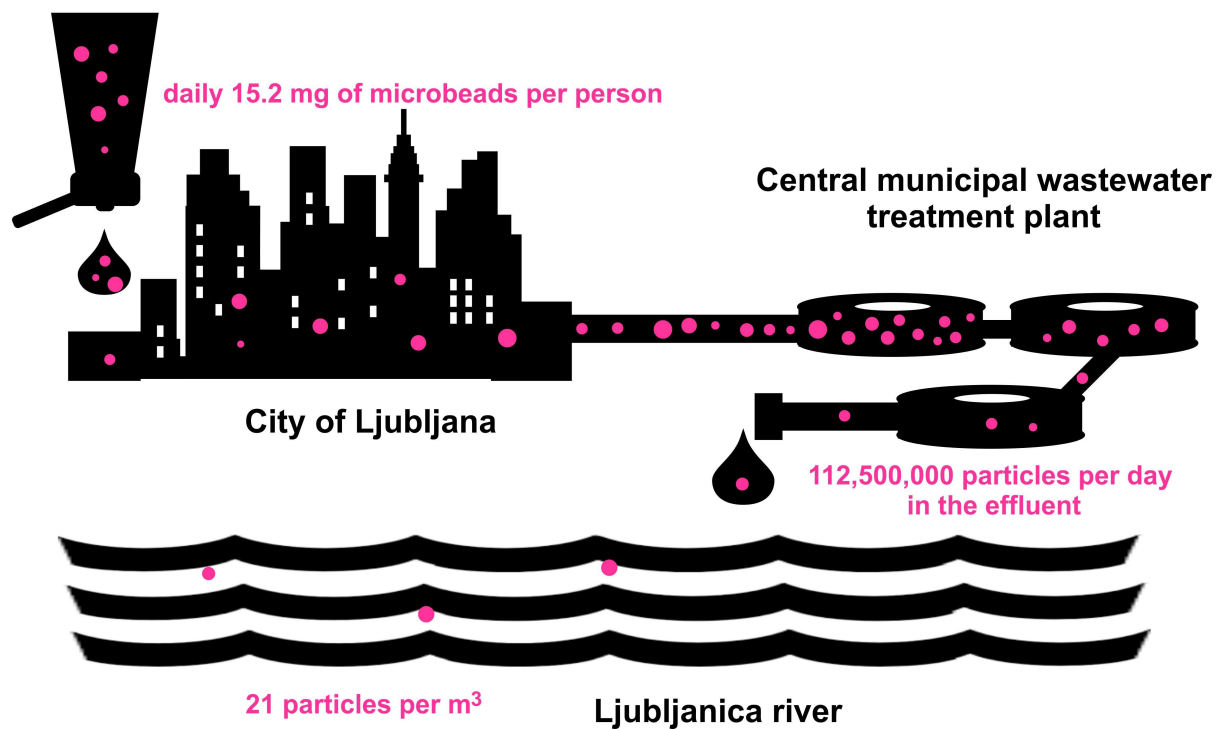 daily 15.2 mg of microbeads per person
Central municipal wastewater
treatment plant
City of Ljubljana
112,500,000 particles per day
in the effluent
21 particles per m³
Ljubljanica river